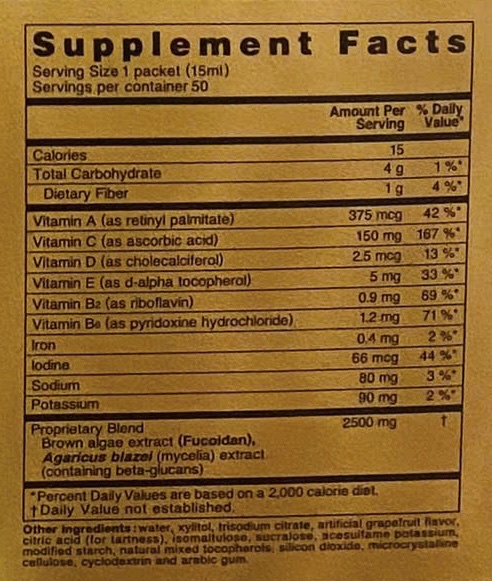 Supplement Facts
Serving Size 1 packet (15ml)
Servings per container 50
Amount Per Serving % Daily Value*
Calories 15
Total Carbohydrate 4 g 1 %*
Dietary Fiber 1 g 4 %*
Vitamin A (as retinyl palmitate) 375 mcg 42 %*
Vitamin C (as ascorbic acid) 150 mg 167 %*
Vitamin D (as cholecalciferol) 2.5 mcg 13 %*
Vitamin E (as d-alpha tocopherol) 5 mg 33 %*
Vitamin B2 (as riboflavin) 0.9 mg 69 %*
Vitamin B6 (as pyridoxine hydrochloride) 1.2 mg 71 %*
Iron 0.4 mg 2 %*
Iodine 66 mcg 44 %*
Sodium 80 mg 3 %*
Potassium 90 mg 2 %*
Proprietary Blend 2500 mg †
Brown algae extract (Fucoidan),
Agaricus blazei (mycelia) extract
(containing beta-glucans)
*Percent Daily Values are based on a 2,000 calorie diet.
†Daily Value not established.
Other ingredients:water, xylitol, trisodium citrate, artificial grapefruit flavor,
citric acid (for tartness), isomaltulose, sucralose, acesulfame potassium,
modified starch, natural mixed tocopherols, silicon dioxide, microcrystalline
cellulose, cyclodextrin and arabic gum.